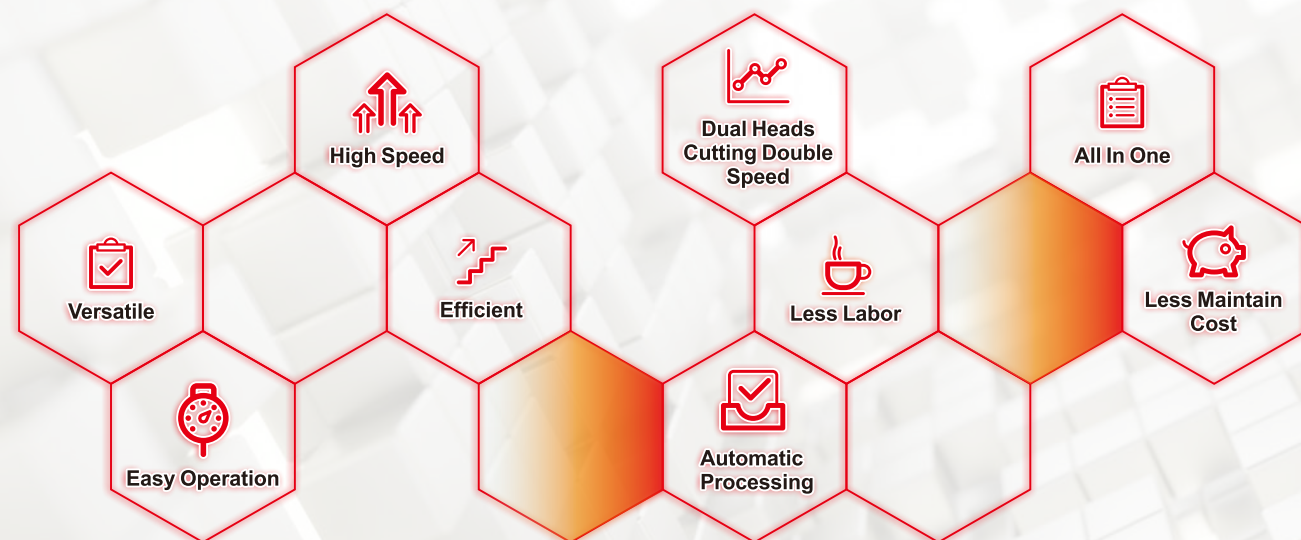 High Speed
Dual Heads
Cutting Double
Speed
All In One
Versatile
Efficient
Less Labor
Less Maintain
Cost
Easy Operation
Automatic
Processing